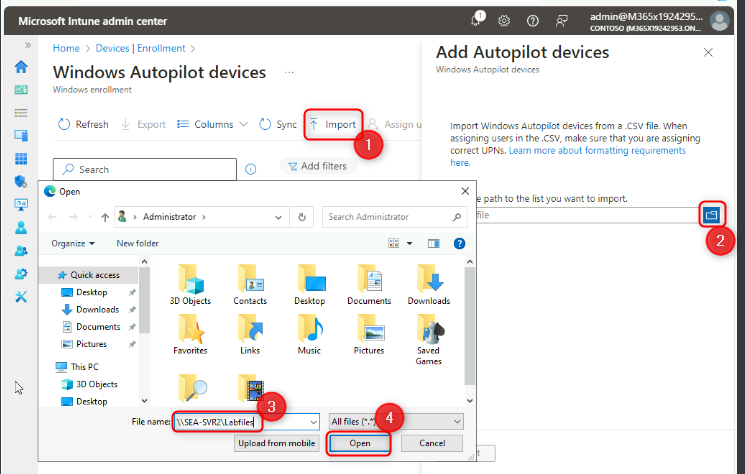 Microsoft Intune admin center
1
admin@M365x1924295...
CONTOSO (M365X19242953.ON...
Home > Devices | Enrollment >
Windows Autopilot devices ...
Windows enrollment
Refresh Export Columns Sync Import Assign u
1
Search
Add filters
Add Autopilot devices
Windows Autopilot devices
Import Windows Autopilot devices from a .CSV file. When
assigning users in the .CSV, make sure that you are assigning
correct UPNs. Learn more about formatting requirements
here.
e path to the list you want to import.
file
2
Open
Administrator
Search Administrator
Organize New folder
Quick access
Desktop
Downloads
Documents
Pictures
This PC
3D Objects
Desktop
3D Objects Contacts Desktop Documents Downloads
Favorites Links Music Pictures Saved
Games
3
4
File name: \\SEA-SVR2\Labfiles All files (*.*)
Upload from mobile Open Cancel